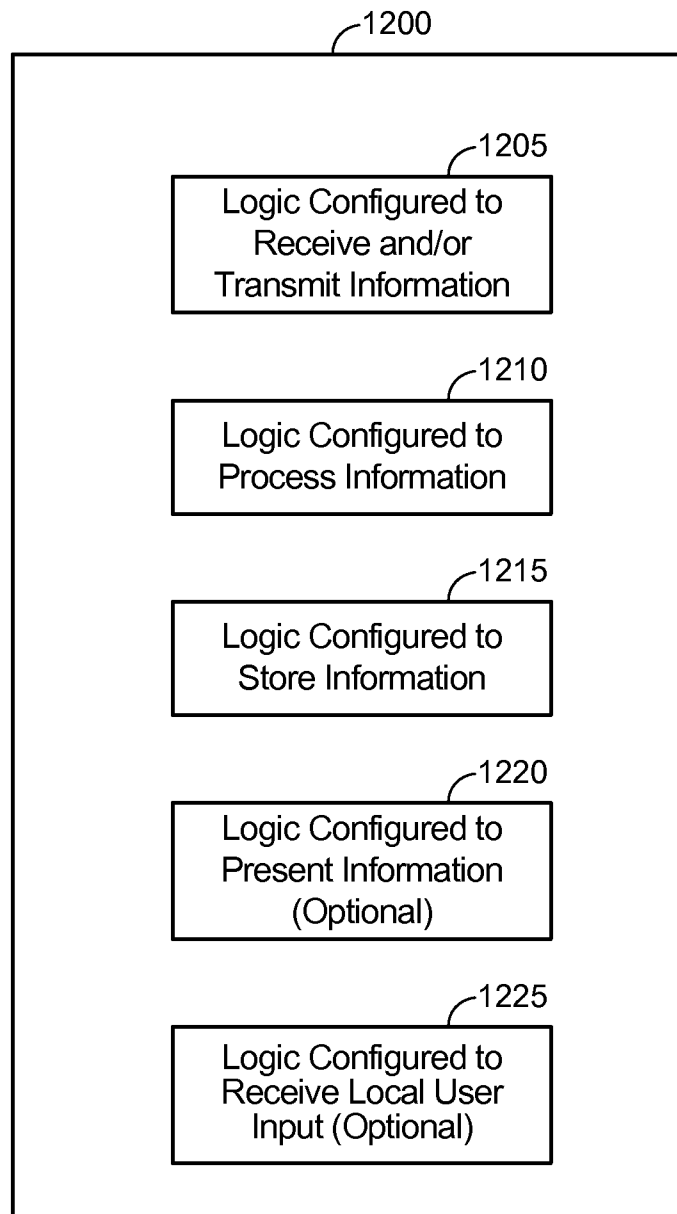 1200
1205
Logic Configured to
Receive and/or
Transmit Information
1210
Logic Configured to
Process Information
1215
Logic Configured to
Store Information
1220
Logic Configured to
Present Information
(Optional)
1225
Logic Configured to
Receive Local User
Input (Optional)